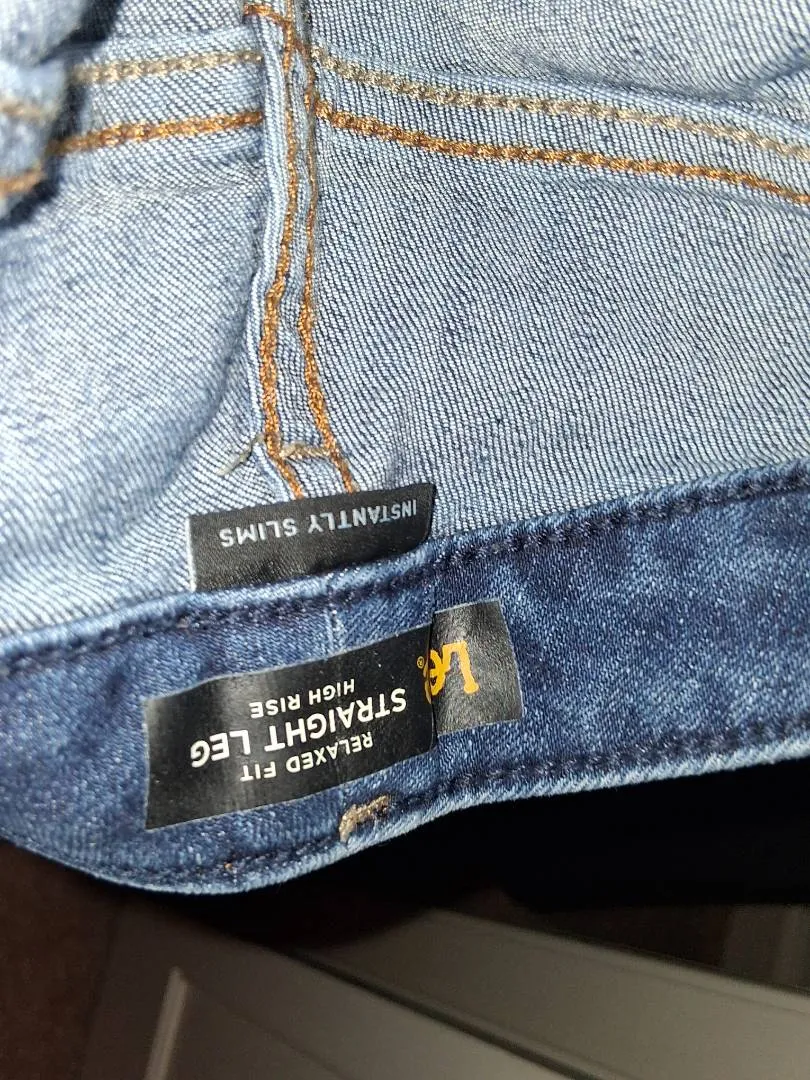 Lee®
RELAXED FIT
STRAIGHT LEG
HIGH RISE
INSTANTLY SLIMS